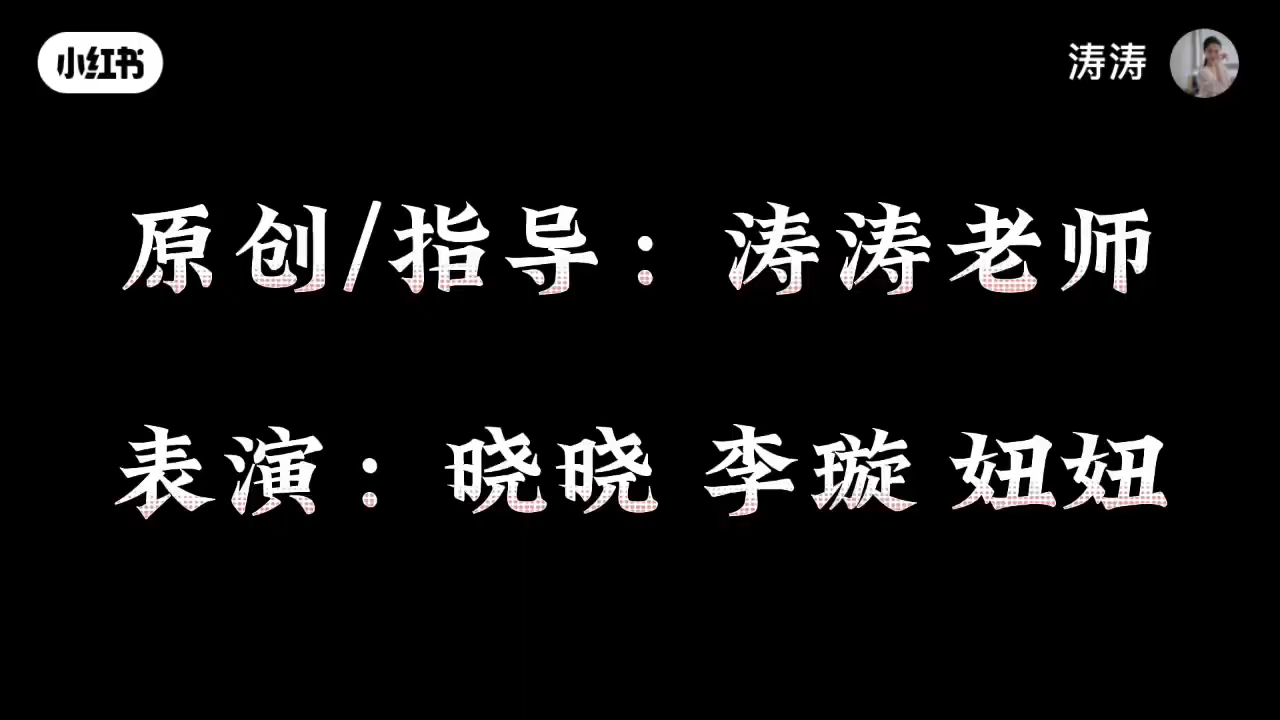 小红书
涛涛
原创/指导：涛涛老师
表演：晓晓 李璇 妞妞